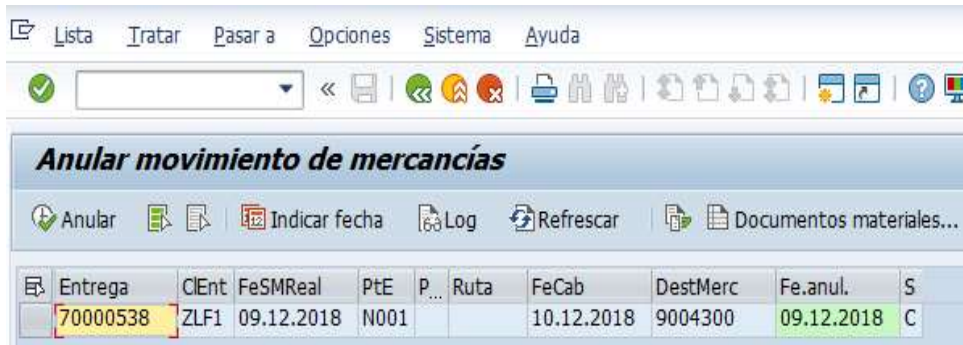 Lista Tratar Pasar a Opciones Sistema Ayuda
Anular movimiento de mercancías
Anular Indicar fecha Log Refrescar Documentos materiales...
Entrega ClEnt FeSMReal PtE P... Ruta FeCab DestMerc Fe.anul. S
70000538 ZLF1 09.12.2018 N001 10.12.2018 9004300 09.12.2018 C